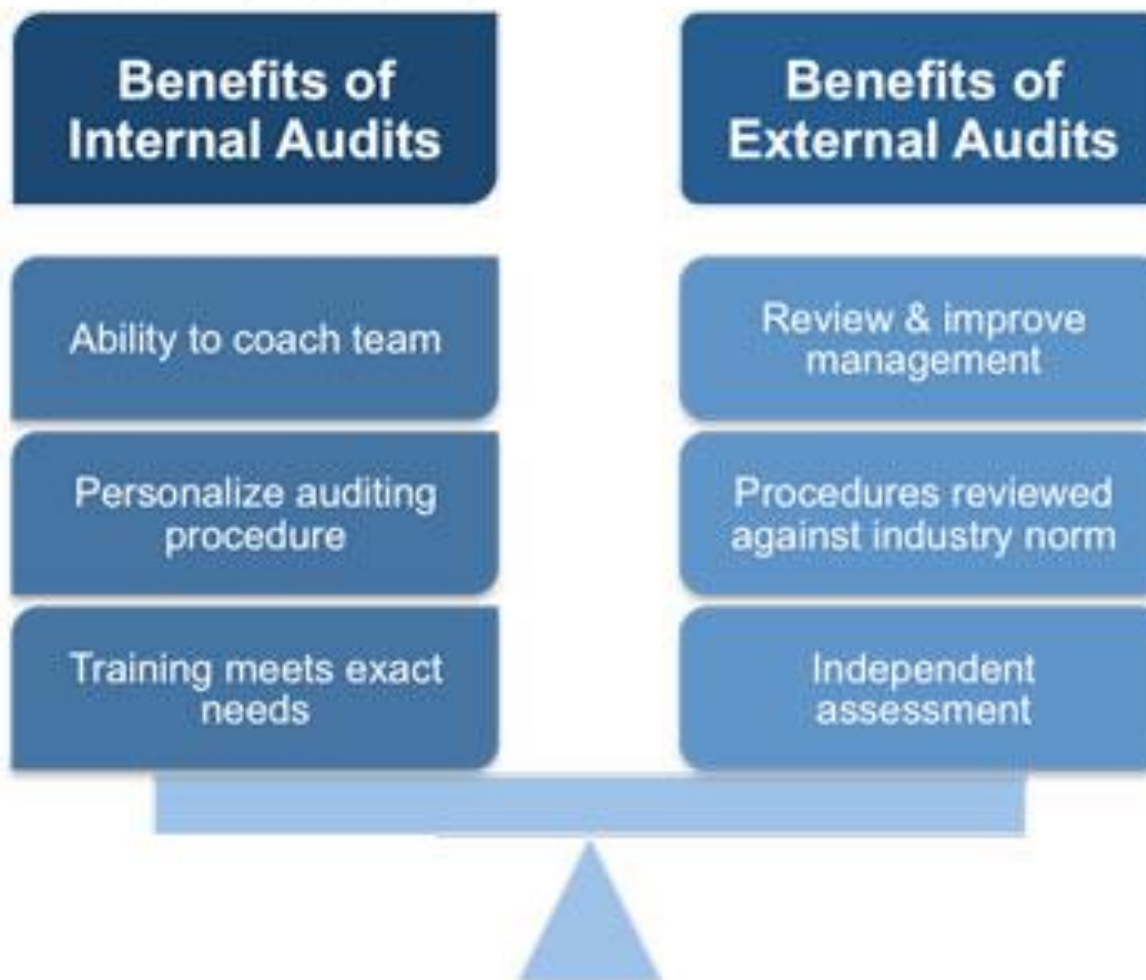 Benefits of
Internal Audits
Ability to coach team
Personalize auditing
procedure
Training meets exact
needs
Benefits of
External Audits
Review & improve
management
Procedures reviewed
against industry norm
Independent
assessment